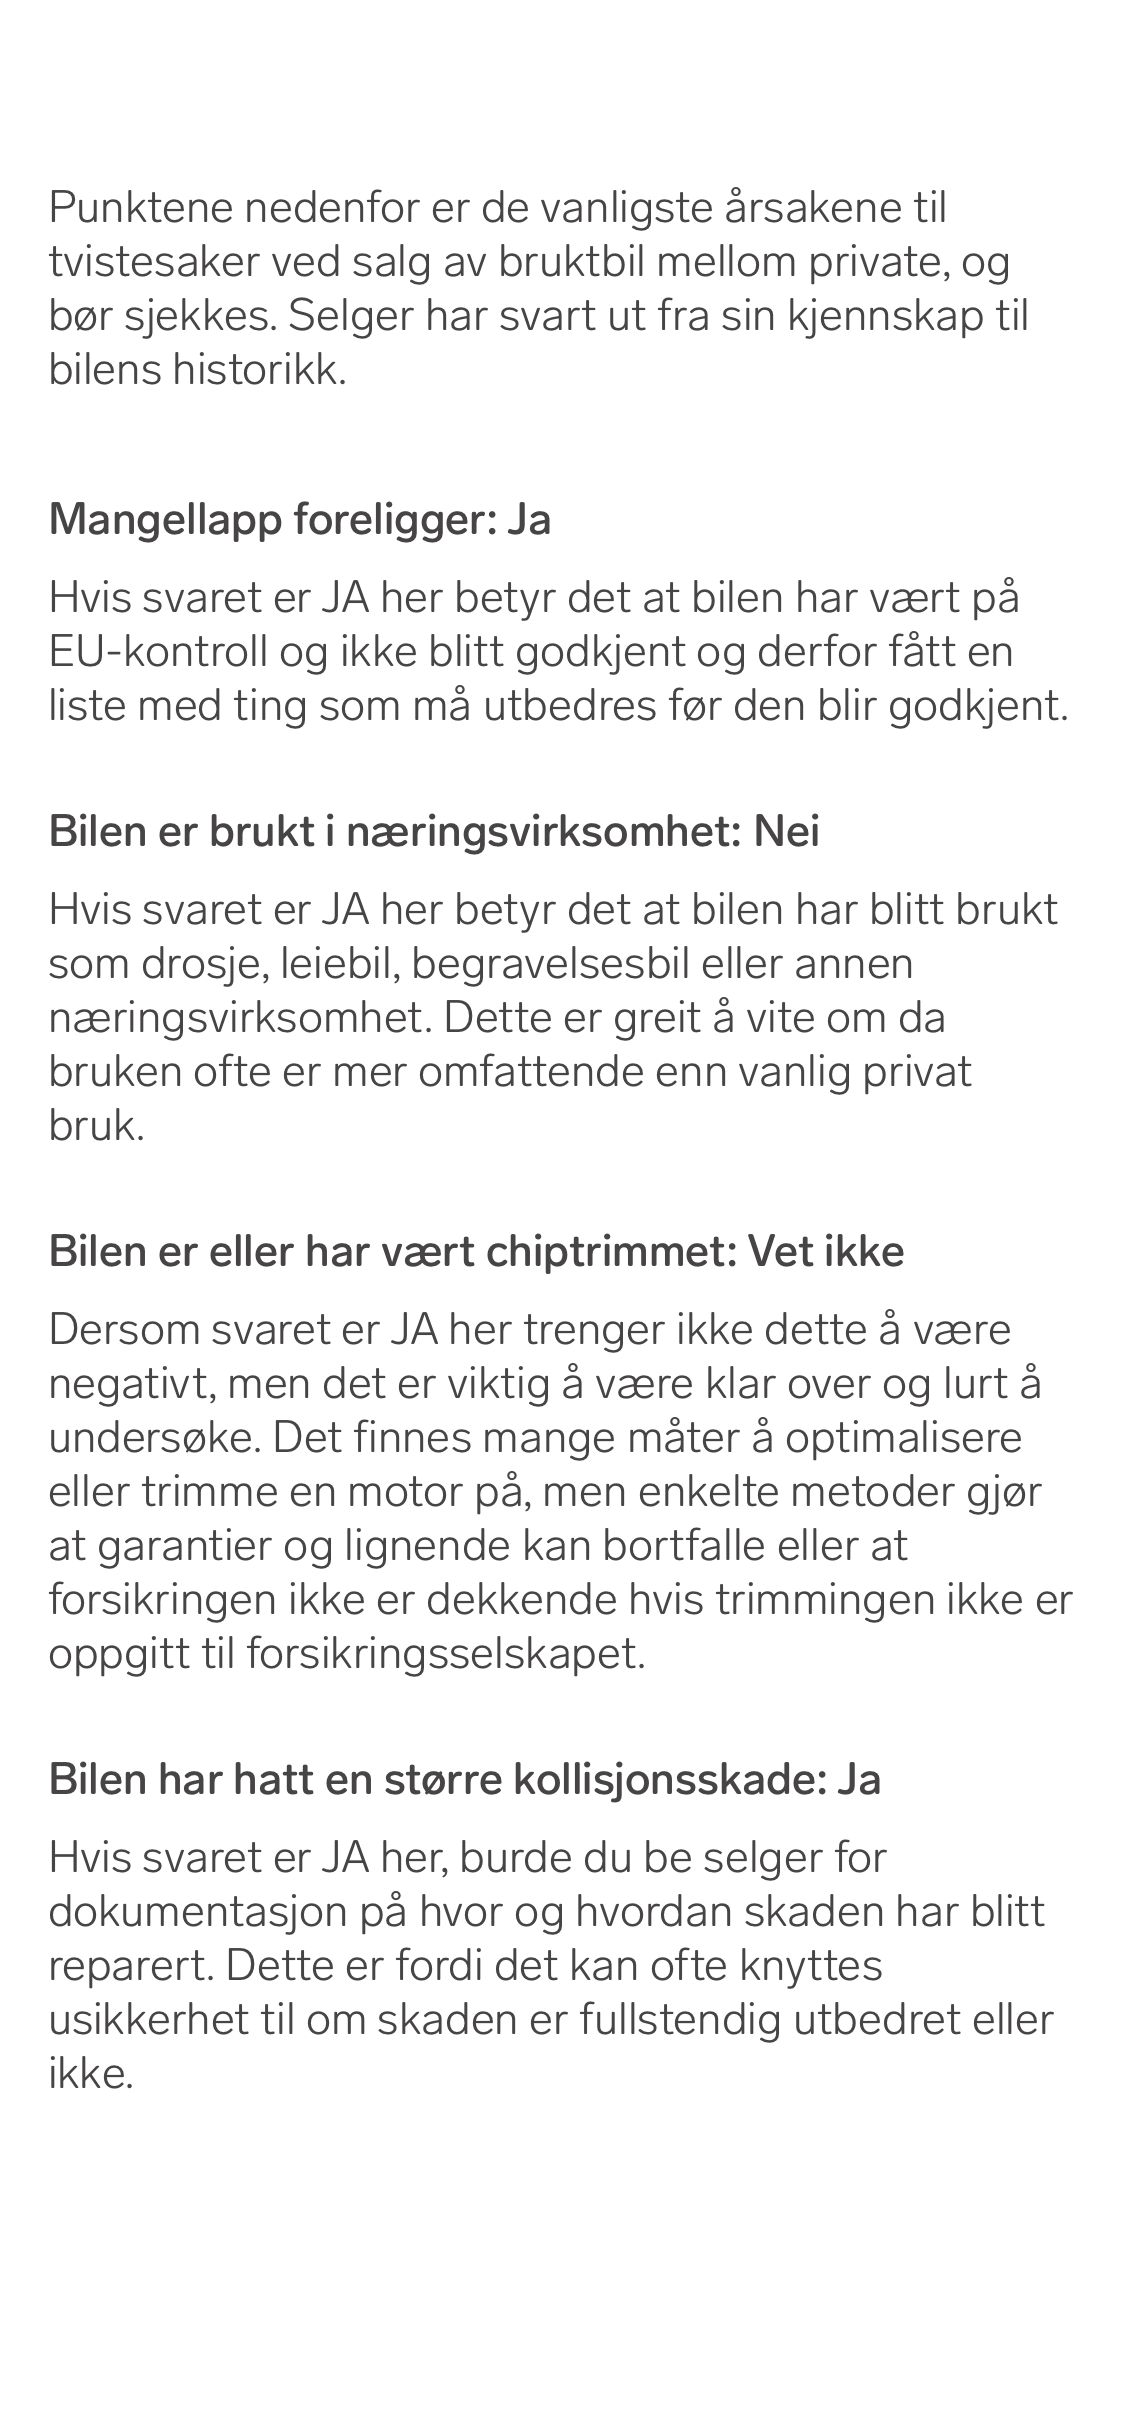 Punktene nedenfor er de vanligste årsakene til
tvistesaker ved salg av bruktbil mellom private, og
bør sjekkes. Selger har svart ut fra sin kjennskap til
bilens historikk.
Mangellapp foreligger: Ja
Hvis svaret er JA her betyr det at bilen har vært på
EU-kontroll og ikke blitt godkjent og derfor fått en
liste med ting som må utbedres før den blir godkjent.
Bilen er brukt i næringsvirksomhet: Nei
Hvis svaret er JA her betyr det at bilen har blitt brukt
som drosje, leiebil, begravelsesbil eller annen
næringsvirksomhet. Dette er greit å vite om da
bruken ofte er mer omfattende enn vanlig privat
bruk.
Bilen er eller har vært chiptrimmet: Vet ikke
Dersom svaret er JA her trenger ikke dette å være
negativt, men det er viktig å være klar over og lurt å
undersøke. Det finnes mange måter å optimalisere
eller trimme en motor på, men enkelte metoder gjør
at garantier og lignende kan bortfalle eller at
forsikringen ikke er dekkende hvis trimmingen ikke er
oppgitt til forsikringsselskapet.
Bilen har hatt en større kollisjonsskade: Ja
Hvis svaret er JA her, burde du be selger for
dokumentasjon på hvor og hvordan skaden har blitt
reparert. Dette er fordi det kan ofte knyttes
usikkerhet til om skaden er fullstendig utbedret eller
ikke.